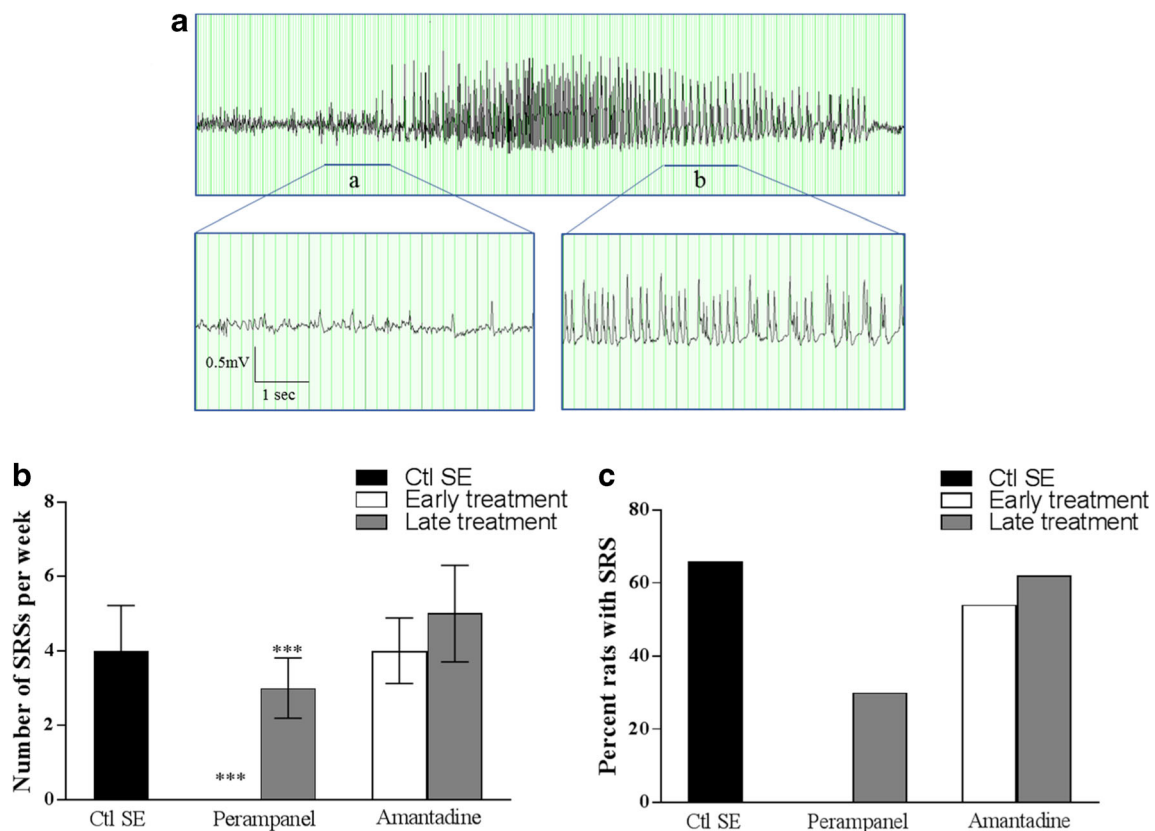 a
a
b
0.5mV
1 sec
b
Ctl SE
Early treatment
Late treatment
Number of SRSs per week
8
6
4
2
0
***
***
Ctl SE
Perampanel
Amantadine
c
Ctl SE
Early treatment
Late treatment
Percent rats with SRS
80
60
40
20
0
Ctl SE
Perampanel
Amantadine